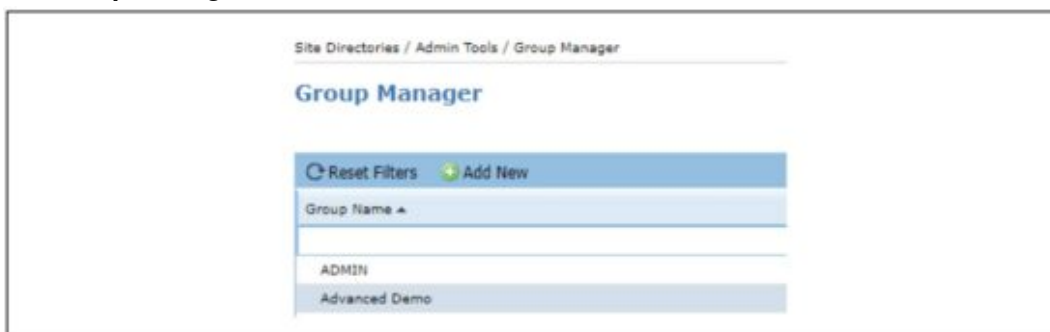 Site Directories / Admin Tools / Group Manager
Group Manager
Reset Filters Add New
Group Name
ADMIN
Advanced Demo